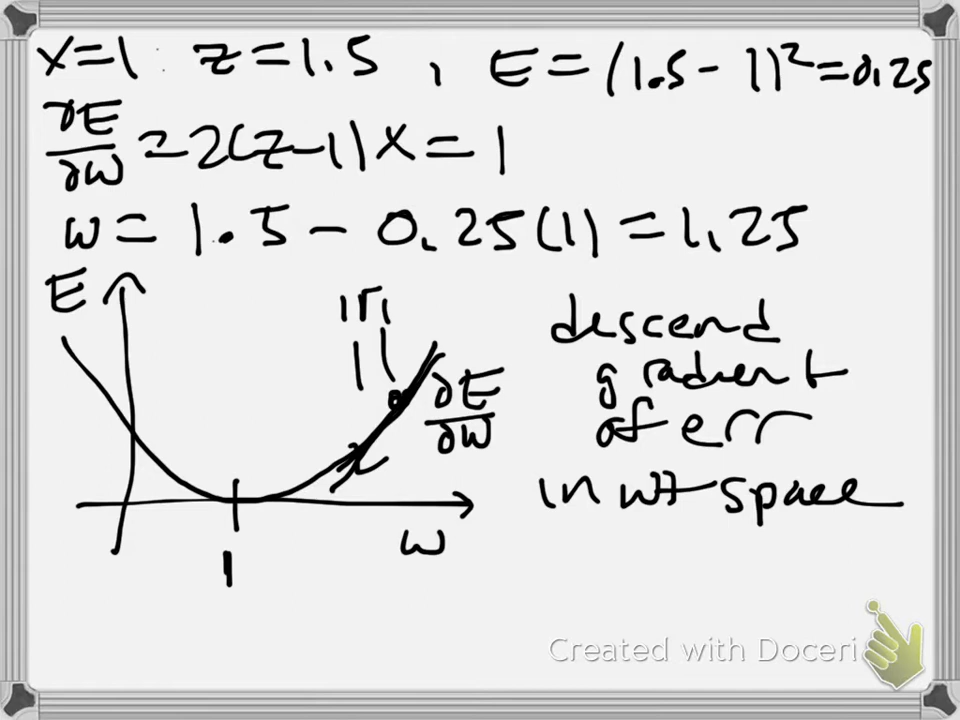 x=1 z=1.5, E=(1.5-1)²=0.25
∂E/∂w=2(z-1)x=1
w=1.5-0.25(1)=1.25
E
descend
gradient
∂E/∂w
of err
in wt space
w
1
Created with Doceri